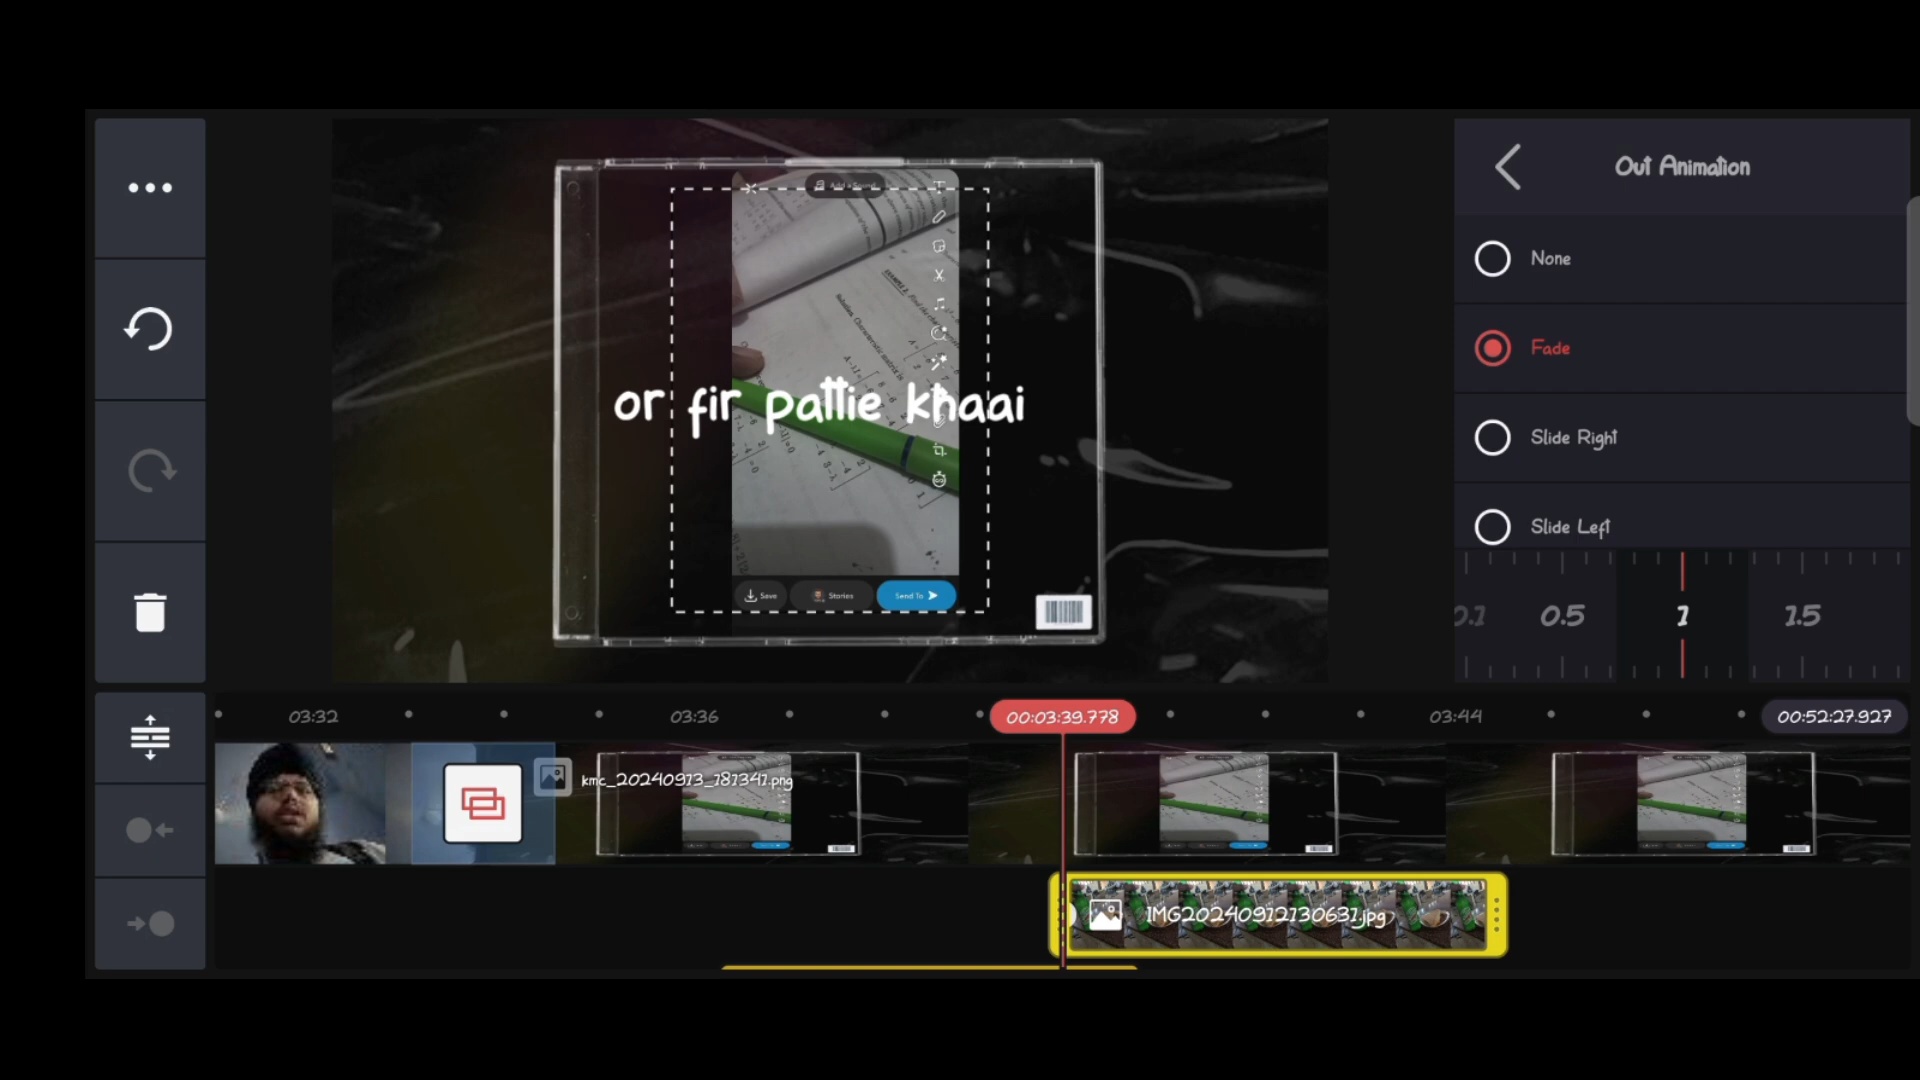 Out Animation
None
Add a Sound
Fade
or fir pattie khaai
Slide Right
Slide Left
Save
Stories
Send To
0.1
0.5
1
1.5
03:32
03:36
00:03:39.778
03:44
00:52:27.927
kmc_20240913_181341.png
IMG20240912130631.jpg